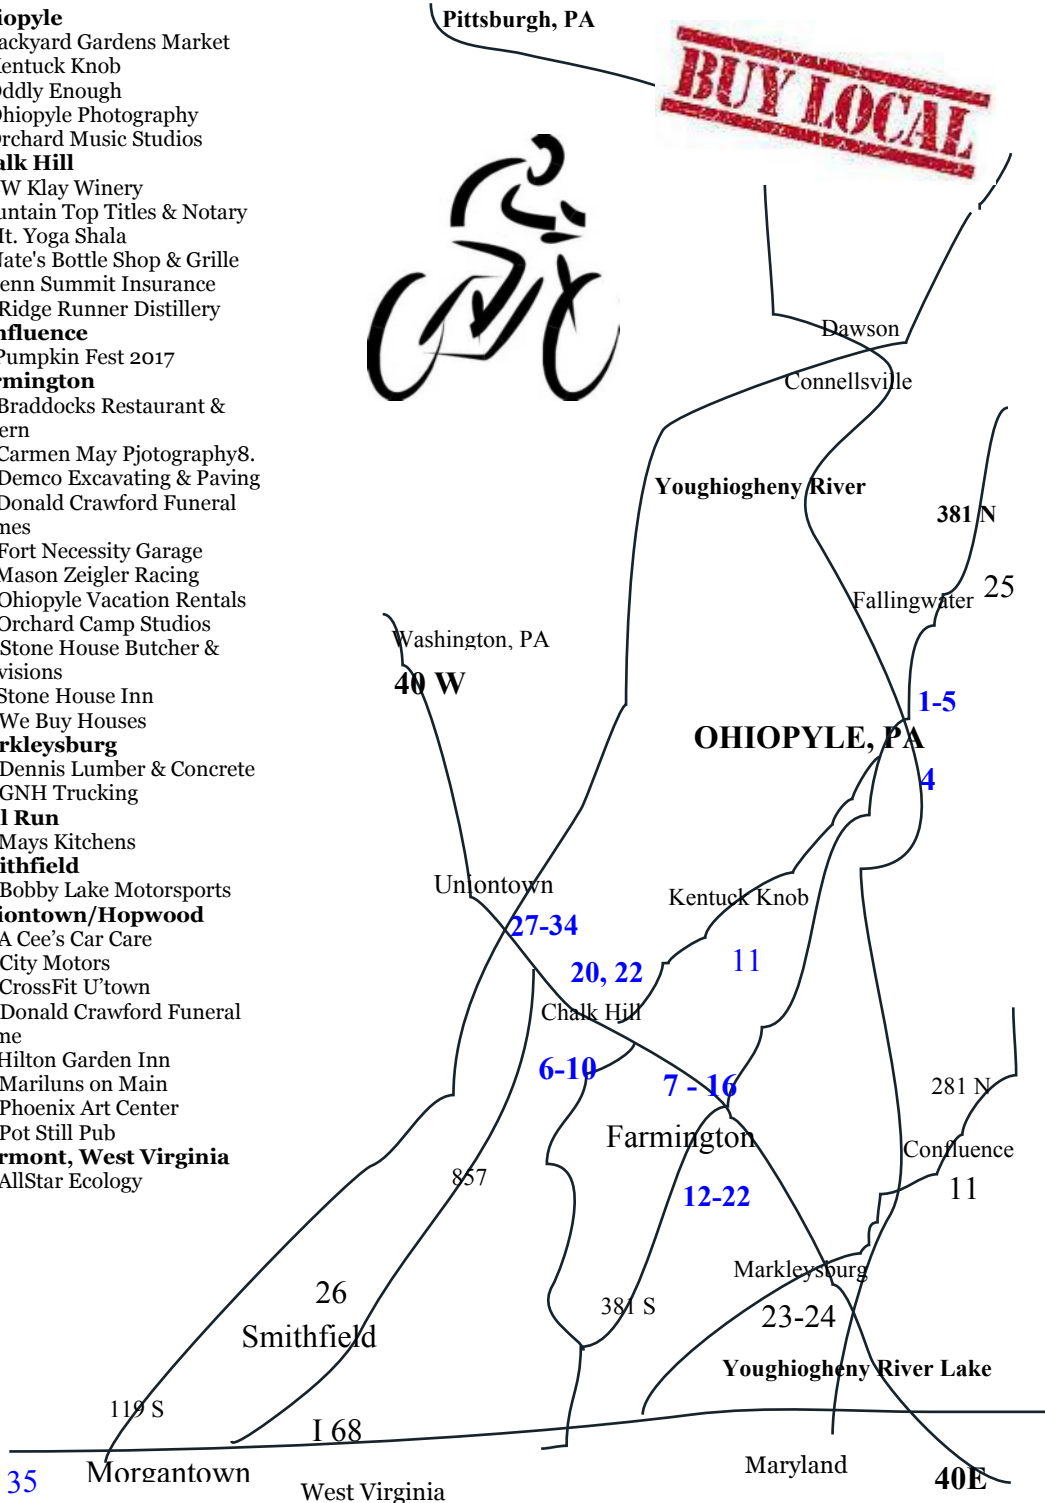 iopyle
ackyard Gardens Market
entuck Knob
ddly Enough
hiopyle Photography
rchard Music Studios
alk Hill
W Klay Winery
untain Top Titles & Notary
t. Yoga Shala
ate's Bottle Shop & Grille
enn Summit Insurance
Ridge Runner Distillery
nfluence
Pumpkin Fest 2017
rmington
Braddocks Restaurant &
ern
Carmen May Pjotography8.
Demco Excavating & Paving
Donald Crawford Funeral
mes
Fort Necessity Garage
Mason Zeigler Racing
Ohiopyle Vacation Rentals
Orchard Camp Studios
Stone House Butcher &
visions
Stone House Inn
We Buy Houses
rkleysburg
Dennis Lumber & Concrete
GNH Trucking
l Run
Mays Kitchens
ithfield
Bobby Lake Motorsports
iontown/Hopwood
A Cee's Car Care
City Motors
CrossFit U'town
Donald Crawford Funeral
me
Hilton Garden Inn
Mariluns on Main
Phoenix Art Center
Pot Still Pub
rmont, West Virginia
AllStar Ecology
Pittsburgh, PA
BUY LOCAL
Dawson
Connellsville
Youghiogheny River
381 N
25
Fallingwater
Washington, PA
40 W
1-5
OHIOPYLE, PA
4
Uniontown
Kentuck Knob
27-34
11
20, 22
Chalk Hill
6-10
7 - 16
281 N
Farmington
Confluence
857
12-22
11
Markleysburg
26
381 S
23-24
Smithfield
Youghiogheny River Lake
119 S
I 68
Morgantown
35
West Virginia
Maryland
40E